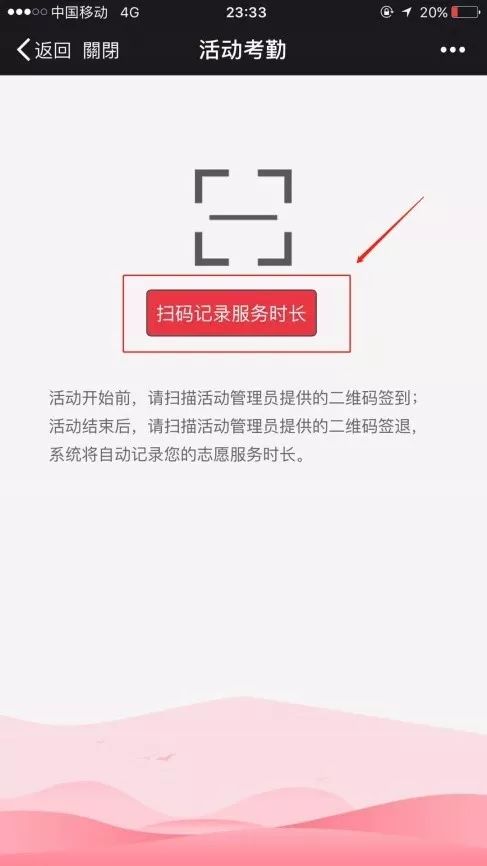 中国移动 4G 23:33 20%
返回 關閉 活动考勤
扫码记录服务时长
活动开始前，请扫描活动管理员提供的二维码签到；
活动结束后，请扫描活动管理员提供的二维码签退，
系统将自动记录您的志愿服务时长。